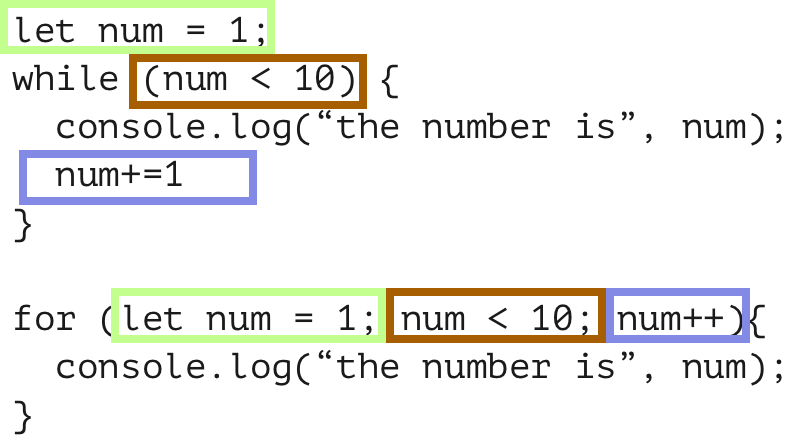 let num = 1;
while (num < 10) {
  console.log(“the number is”, num);
  num+=1
}
for (let num = 1; num < 10; num++){
  console.log(“the number is”, num);
}